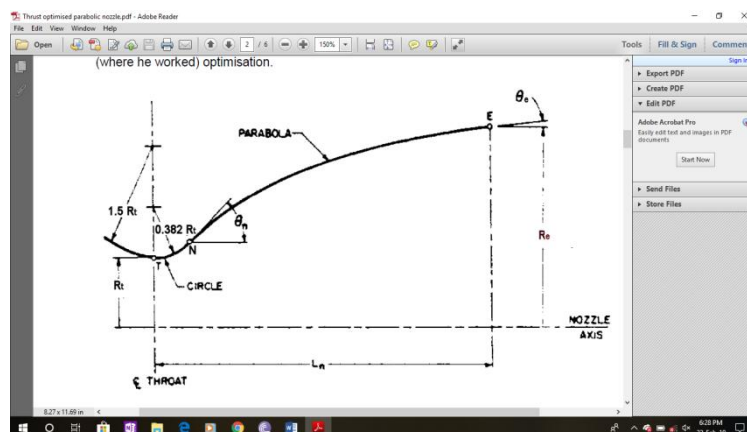 Thrust optimised parabolic nozzle.pdf - Adobe Reader
File Edit View Window Help
Open
2 / 6
150%
Tools Fill & Sign Comment
Sign In
(where he worked) optimisation.
Export PDF
Create PDF
Edit PDF
Adobe Acrobat Pro
Easily edit text and images in PDF
documents
Start Now
Send Files
Store Files
θe
E
PARABOLA
1.5 Rt
0.382 Rt
θn
N
T
Re
Rt
CIRCLE
NOZZLE
AXIS
Ln
℄ THROAT
8.27 x 11.69 in
6:28 PM